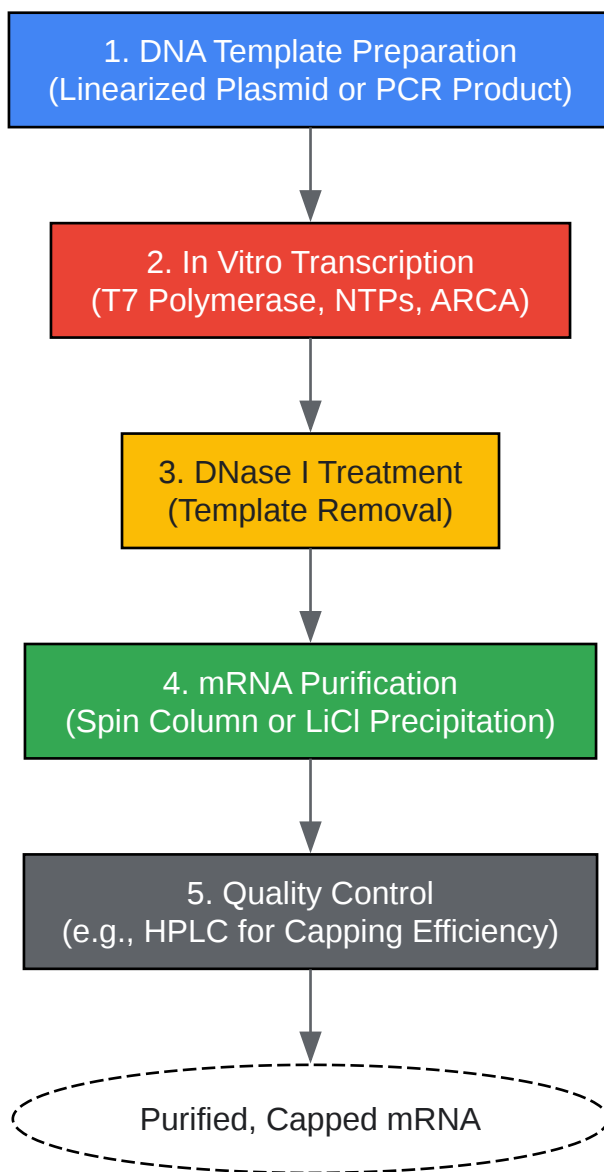 1. DNA Template Preparation
(Linearized Plasmid or PCR Product)
2. In Vitro Transcription
(T7 Polymerase, NTPs, ARCA)
3. DNase I Treatment
(Template Removal)
4. mRNA Purification
(Spin Column or LiCl Precipitation)
5. Quality Control
(e.g., HPLC for Capping Efficiency)
Purified, Capped mRNA